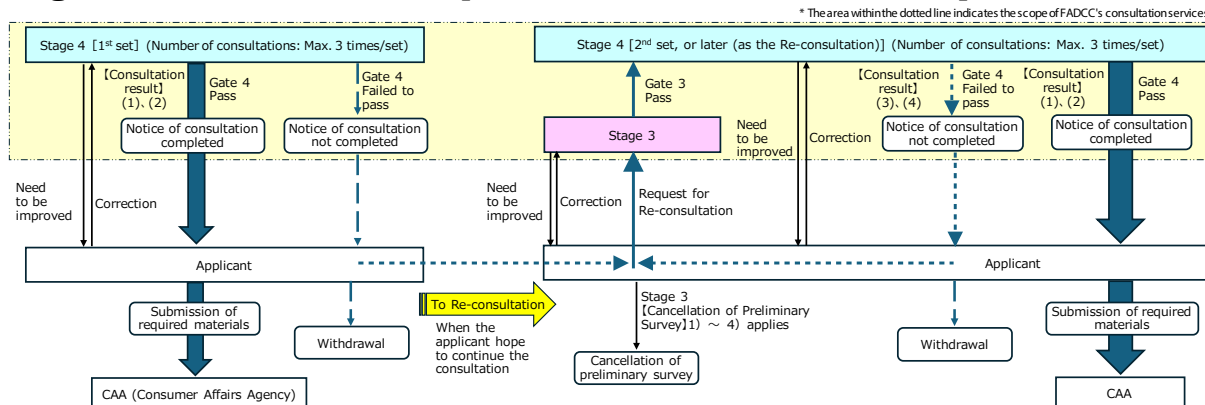 * The area within the dotted line indicates the scope of FADCC's consultation services
Stage 4 [1st set] (Number of consultations: Max. 3 times/set)
Stage 4 [2nd set, or later (as the Re-consultation)] (Number of consultations: Max. 3 times/set)
【Consultation
result】
(1)、(2)
Gate 4
Pass
Gate 4
Failed to
pass
Notice of consultation
completed
Notice of consultation
not completed
Need
to be
improved
Correction
Applicant
Submission of
required materials
Withdrawal
CAA (Consumer Affairs Agency)
To Re-consultation
When the
applicant hope
to continue the
consultation
Gate 3
Pass
Stage 3
Need
to be
improved
Correction
Request for
Re-consultation
Need
to be
improved
Correction
【Consultation
result】
(3)、(4)
Gate 4
Failed to
pass
Notice of consultation
not completed
【Consultation
result】
(1)、(2)
Gate 4
Pass
Notice of consultation
completed
Applicant
Stage 3
【Cancellation of Preliminary
Survey】1) ～ 4) applies
Cancellation of
preliminary survey
Withdrawal
Submission of required
materials
CAA